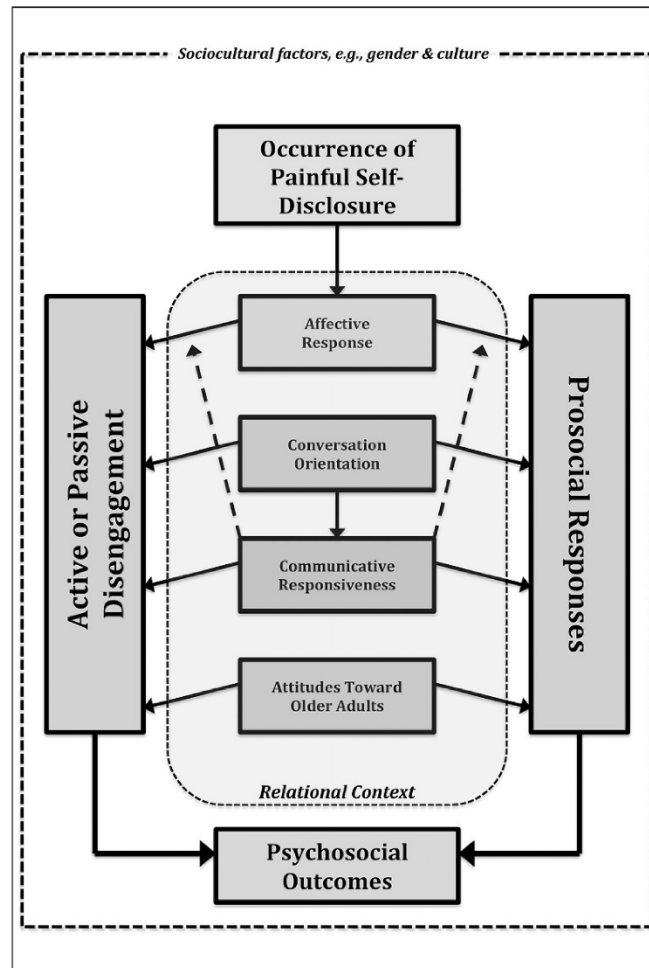 Sociocultural factors, e.g., gender & culture
Occurrence of
Painful Self-
Disclosure
Active or Passive
Disengagement
Affective
Response
Conversation
Orientation
Communicative
Responsiveness
Attitudes Toward
Older Adults
Relational Context
Prosocial Responses
Psychosocial
Outcomes